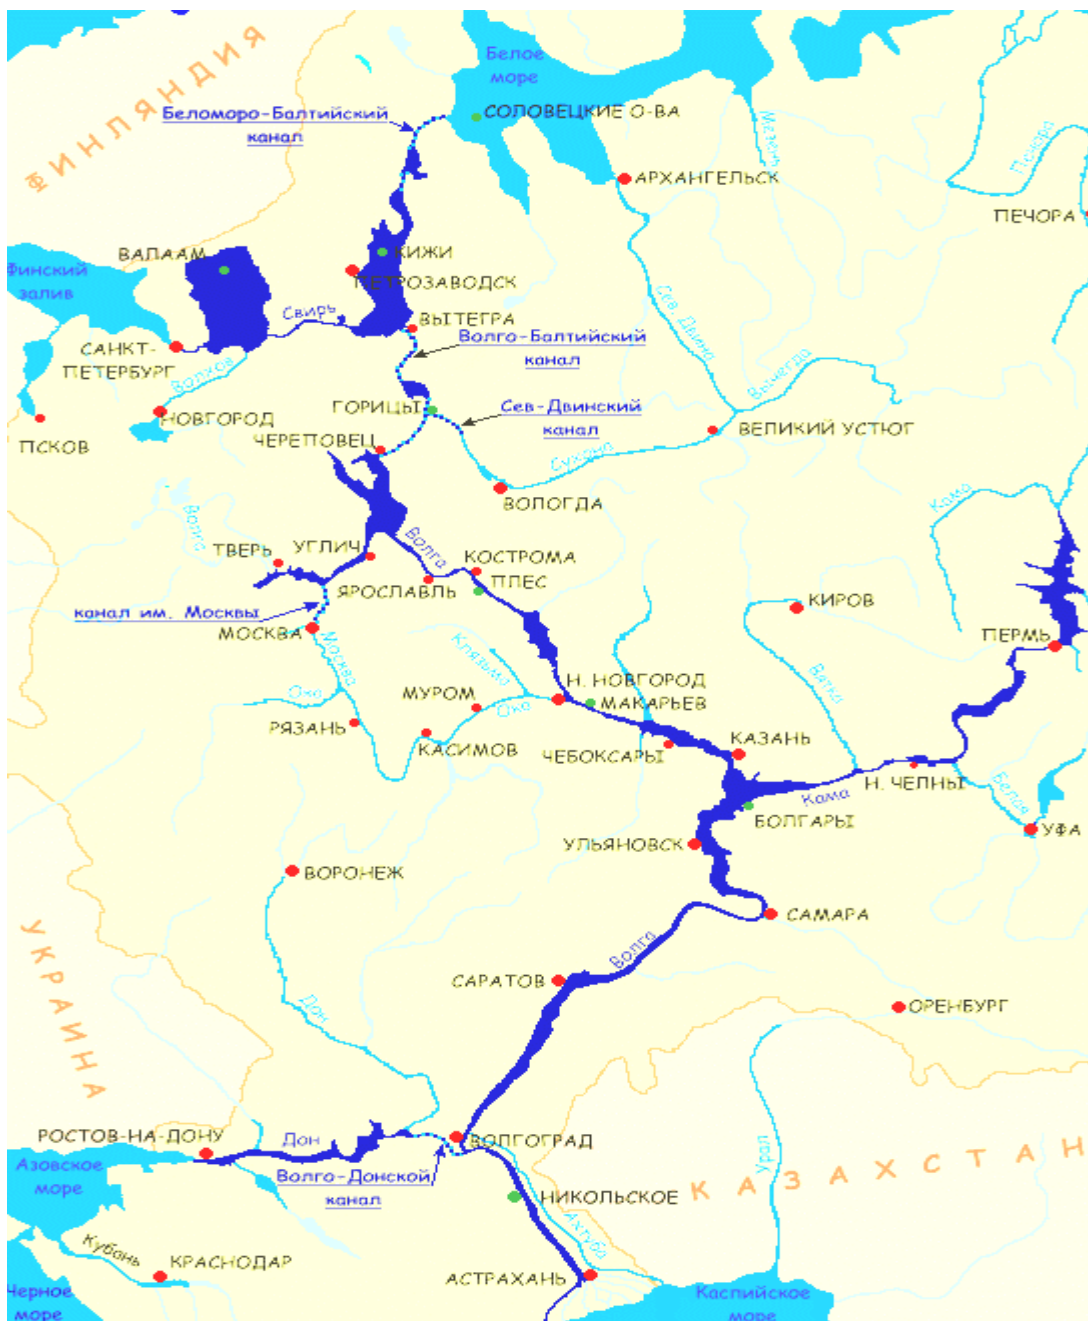 Белое
море
ФИНЛЯНДИЯ
Беломоро-Балтийский
канал
СОЛОВЕЦКИЕ О-ВА
Мезень
Печора
АРХАНГЕЛЬСК
ПЕЧОРА
ВАЛААМ
КИЖИ
Финский
залив
ПЕТРОЗАВОДСК
Свирь
Сев. Двина
ВЫТЕГРА
САНКТ-
ПЕТЕРБУРГ
Волго-Балтийский
канал
Волхов
Вычегда
НОВГОРОД
ГОРИЦЫ
Сев-Двинский
канал
ПСКОВ
ВЕЛИКИЙ УСТЮГ
ЧЕРЕПОВЕЦ
Сухона
ВОЛОГДА
Кама
Волга
Волга
ТВЕРЬ
УГЛИЧ
КОСТРОМА
ЯРОСЛАВЛЬ
ПЛЕС
канал им. Москвы
КИРОВ
МОСКВА
ПЕРМЬ
Москва
Клязьма
Ока
Н. НОВГОРОД
Вятка
МУРОМ
Ока
МАКАРЬЕВ
РЯЗАНЬ
КАСИМОВ
ЧЕБОКСАРЫ
КАЗАНЬ
Н. ЧЕЛНЫ
Кама
Белая
БОЛГАРЫ
УФА
УЛЬЯНОВСК
ВОРОНЕЖ
САМАРА
УКРАИНА
Волга
САРАТОВ
Дон
ОРЕНБУРГ
РОСТОВ-НА-ДОНУ
Дон
ВОЛГОГРАД
Урал
КАЗАХСТАН
Азовское
море
Волго-Донской
канал
НИКОЛЬСКОЕ
Ахтуба
Кубань
КРАСНОДАР
АСТРАХАНЬ
Черное
море
Каспийское
море